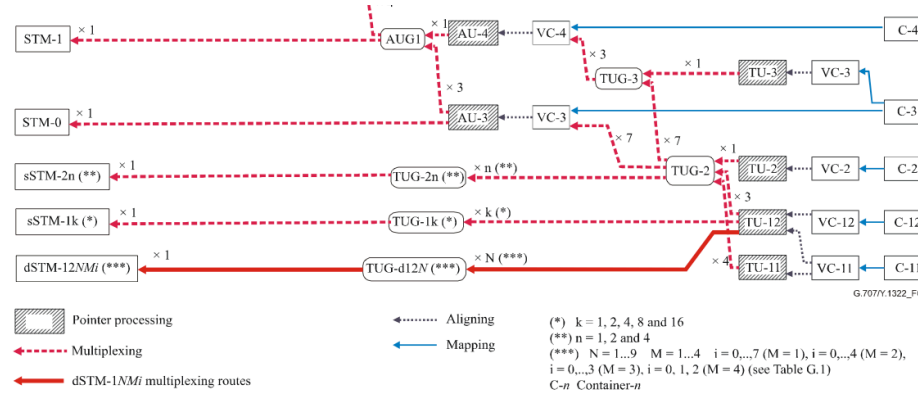 × 1
STM-1
AUG1
× 1
AU-4
VC-4
C-4
× 3
TUG-3
× 1
TU-3
VC-3
× 3
STM-0
× 1
AU-3
VC-3
C-3
× 7
× 7
× 1
sSTM-2n (**)
× 1
TUG-2n (**)
× n (**)
TUG-2
TU-2
VC-2
C-2
× 3
sSTM-1k (*)
× 1
TUG-1k (*)
× k (*)
TU-12
VC-12
C-12
dSTM-12NMi (***)
× 1
TUG-d12N (***)
× N (***)
× 4
TU-11
VC-11
C-11
G.707/Y.1322_F
Pointer processing
Multiplexing
dSTM-1NMi multiplexing routes
Aligning
Mapping
(*) k = 1, 2, 4, 8 and 16
(**) n = 1, 2 and 4
(***) N = 1...9 M = 1...4 i = 0,..,7 (M = 1), i = 0,..,4 (M = 2),
i = 0,..,3 (M = 3), i = 0, 1, 2 (M = 4) (see Table G.1)
C-n Container-n